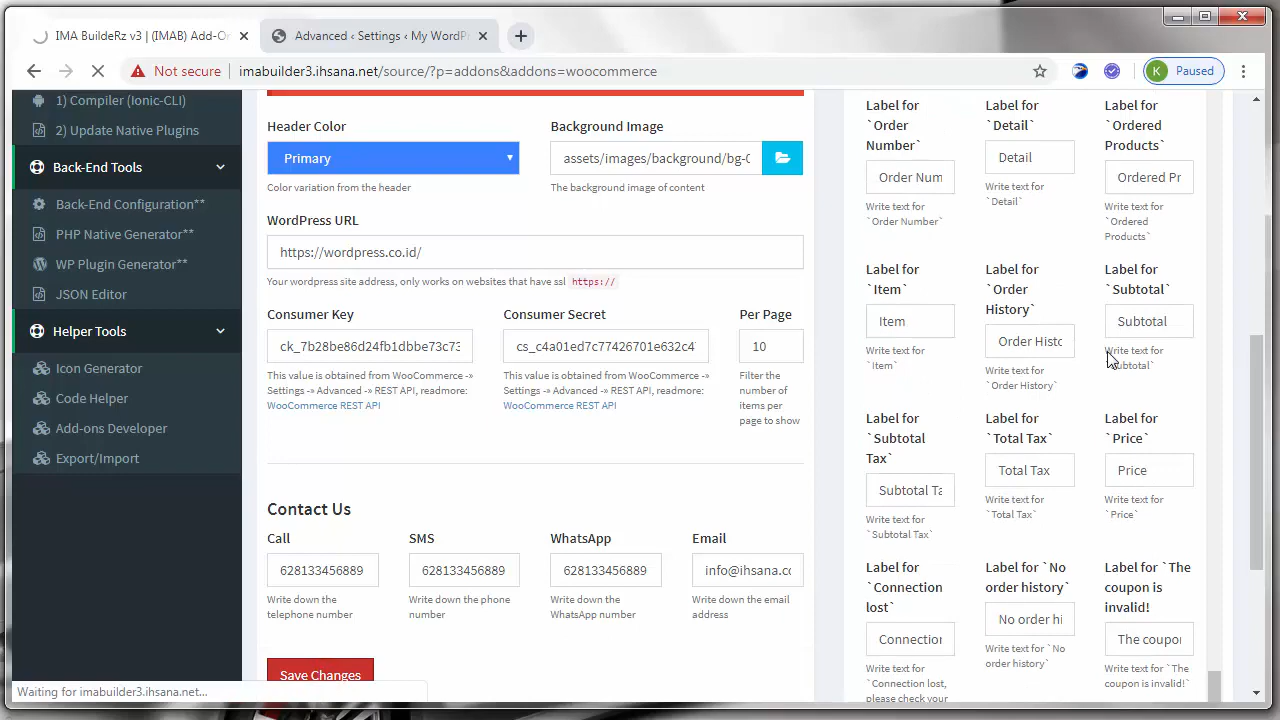 IMA BuildeRz v3 | (IMAB) Add-O
Advanced ‹ Settings ‹ My WordP
Not secure
imabuilder3.ihsana.net/source/?p=addons&addons=woocommerce
K
Paused
1) Compiler (Ionic-CLI)
2) Update Native Plugins
Back-End Tools
Back-End Configuration**
PHP Native Generator**
WP Plugin Generator**
JSON Editor
Helper Tools
Icon Generator
Code Helper
Add-ons Developer
Export/Import
Header Color
Primary
Color variation from the header
Background Image
assets/images/background/bg-0
The background image of content
WordPress URL
https://wordpress.co.id/
Your wordpress site address, only works on websites that have ssl https://
Consumer Key
ck_7b28be86d24fb1dbbe73c73
This value is obtained from WooCommerce -»
Settings -» Advanced -» REST API, readmore:
WooCommerce REST API
Consumer Secret
cs_c4a01ed7c77426701e632c4
This value is obtained from WooCommerce -»
Settings -» Advanced -» REST API, readmore:
WooCommerce REST API
Per Page
10
Filter the
number of
items per
page to show
Contact Us
Call
628133456889
Write down the
telephone number
SMS
628133456889
Write down the phone
number
WhatsApp
628133456889
Write down the
WhatsApp number
Email
info@ihsana.co
Write down the email
address
Save Changes
Label for
`Order
Number`
Order Num
Write text for
`Order Number`
Label for
`Detail`
Detail
Write text for
`Detail`
Label for
`Ordered
Products`
Ordered Pr
Write text for
`Ordered
Products`
Label for
`Item`
Item
Write text for
`Item`
Label for
`Order
History`
Order Histo
Write text for
`Order History`
Label for
`Subtotal`
Subtotal
Write text for
`Subtotal`
Label for
`Subtotal
Tax`
Subtotal Ta
Write text for
`Subtotal Tax`
Label for
`Total Tax`
Total Tax
Write text for
`Total Tax`
Label for
`Price`
Price
Write text for
`Price`
Label for
`Connection
lost`
Connection
Write text for
`Connection lost,
please check your
Label for `No
order history`
No order hi
Write text for `No
order history`
Label for `The
coupon is
invalid!
The coupo
Write text for `The
coupon is invalid!`
Waiting for imabuilder3.ihsana.net...